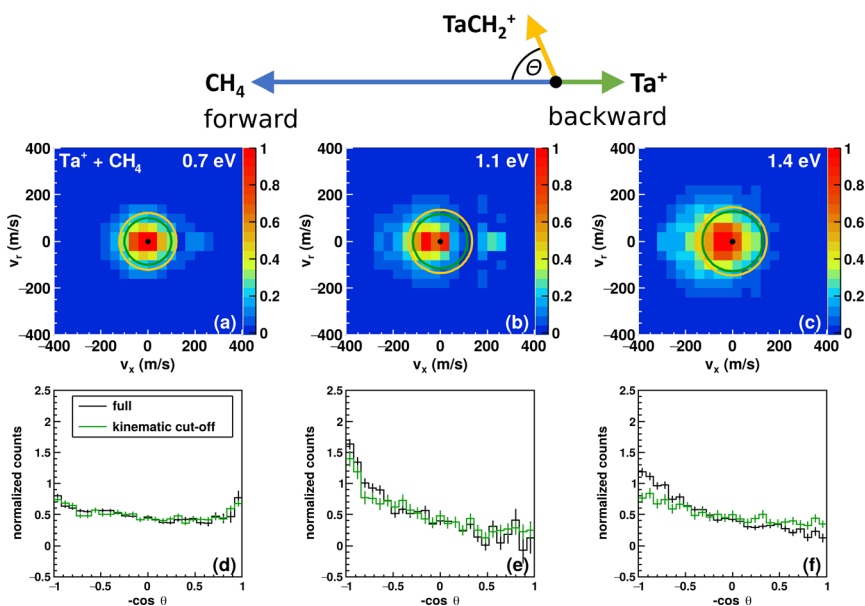 TaCH₂⁺
Θ
CH₄
Ta⁺
forward
backward
Ta⁺ + CH₄ 0.7 eV
1.1 eV
1.4 eV
400
200
0
−200
−400
v_r (m/s)
−400 −200 0 200 400
v_x (m/s)
(a)
1
0.8
0.6
0.4
0.2
0
400
200
0
−200
−400
v_r (m/s)
−400 −200 0 200 400
v_x (m/s)
(b)
1
0.8
0.6
0.4
0.2
0
400
200
0
−200
−400
v_r (m/s)
−400 −200 0 200 400
v_x (m/s)
(c)
1
0.8
0.6
0.4
0.2
0
2.5
2
1.5
1
0.5
0
−0.5
normalized counts
full
kinematic cut-off
(d)
−1 −0.5 0 0.5 1
-cos θ
2.5
2
1.5
1
0.5
0
−0.5
normalized counts
(e)
−1 −0.5 0 0.5 1
-cos θ
2.5
2
1.5
1
0.5
0
−0.5
normalized counts
(f)
−1 −0.5 0 0.5 1
-cos θ